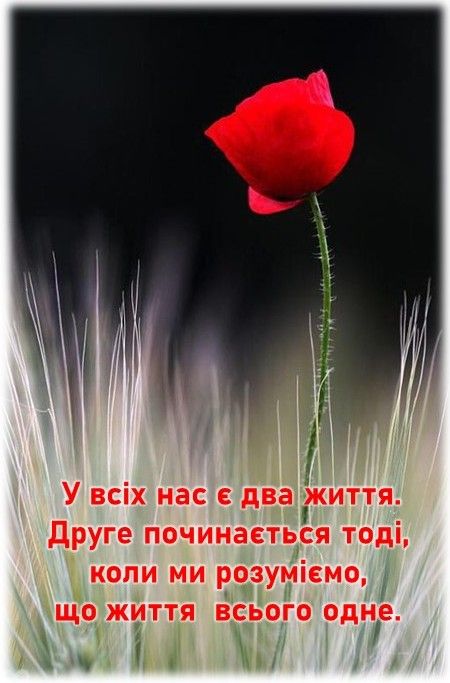 У всіх нас є два життя.
Друге починається тоді,
коли ми розуміємо,
що життя  всього одне.